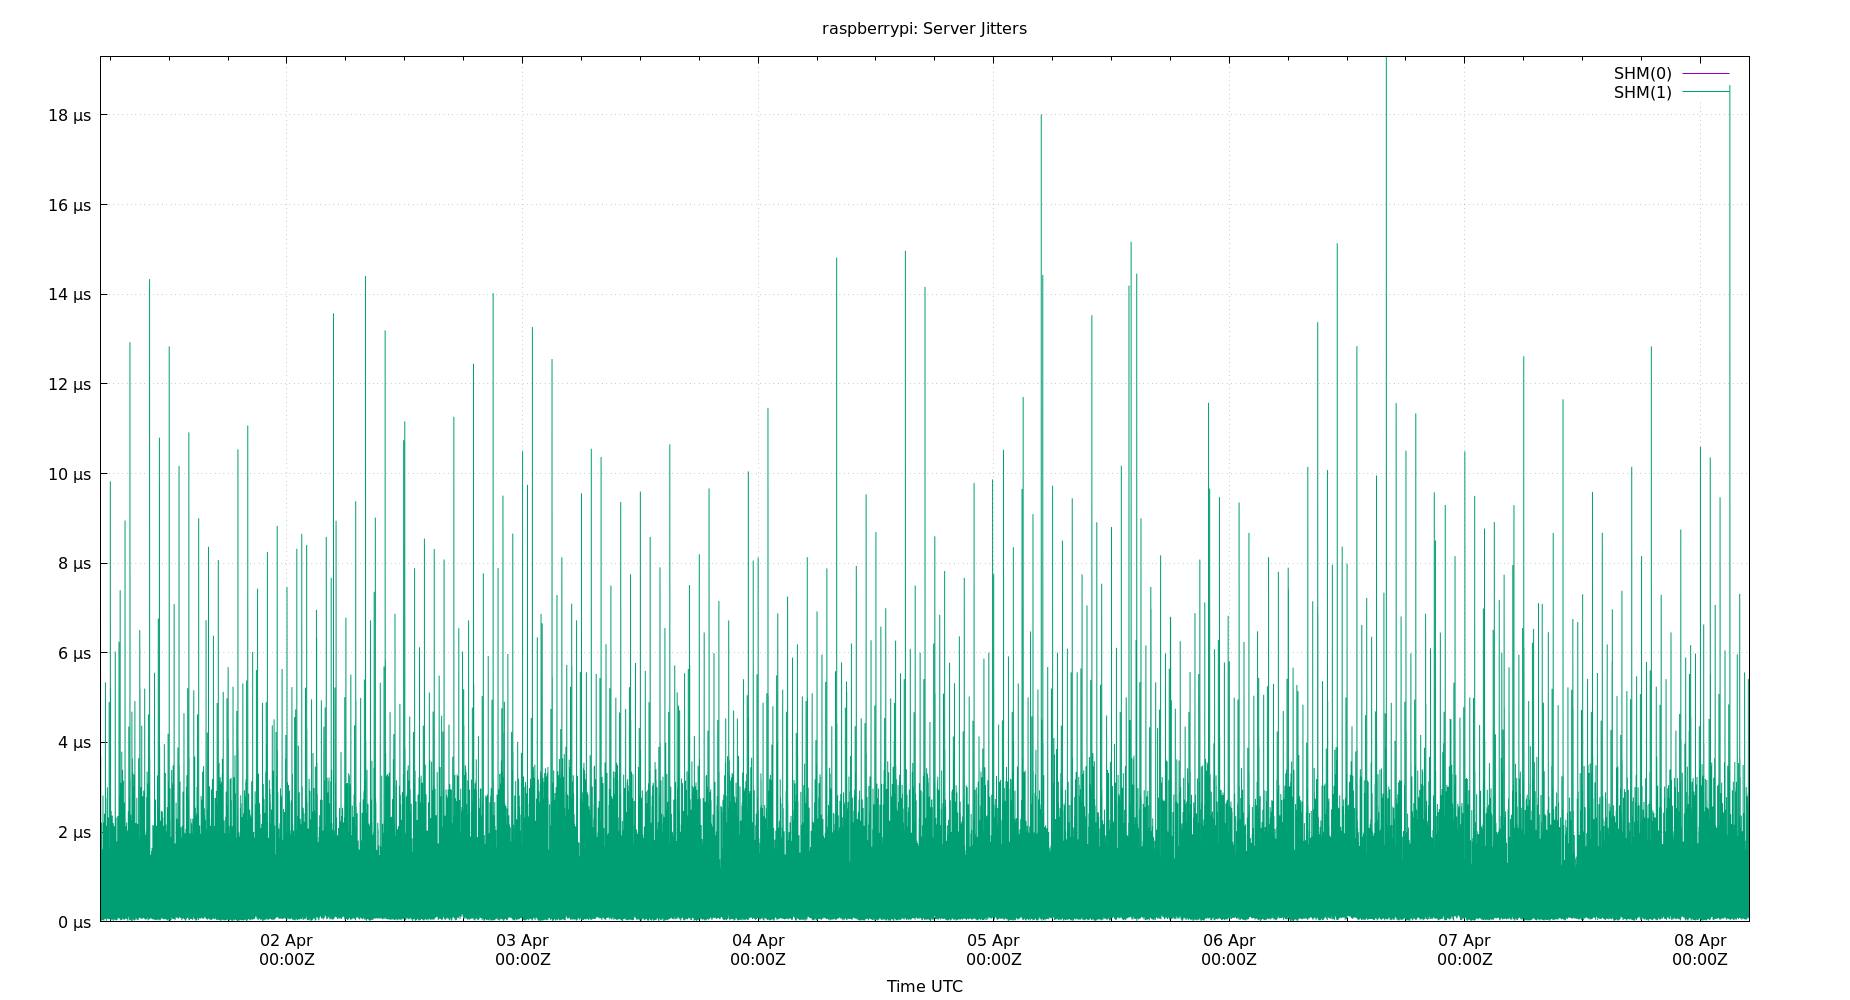 raspberrypi: Server Jitters
SHM(0)
SHM(1)
18 µs
16 µs
14 µs
12 µs
10 µs
8 µs
6 µs
4 µs
2 µs
0 µs
02 Apr 03 Apr 04 Apr 05 Apr 06 Apr 07 Apr 08 Apr
00:00Z 00:00Z 00:00Z 00:00Z 00:00Z 00:00Z 00:00Z
Time UTC